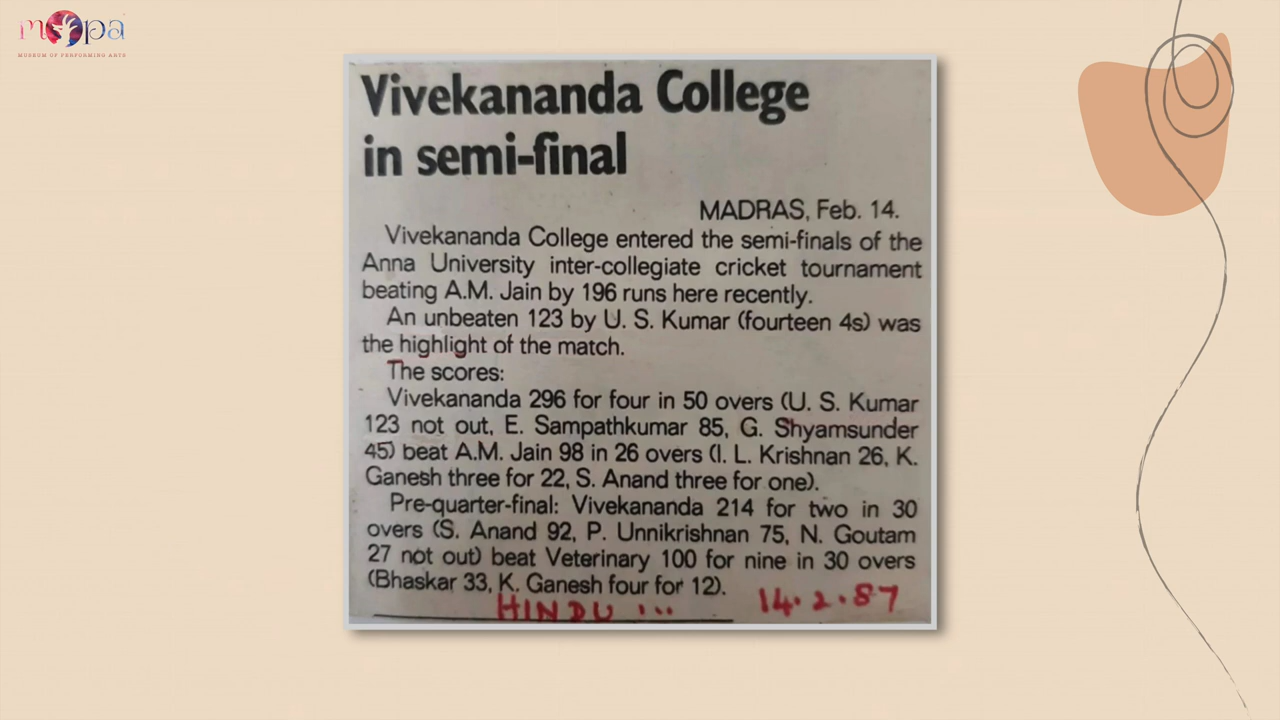 mopa
MUSEUM OF PERFORMING ARTS
Vivekananda College
in semi-final
MADRAS, Feb. 14.
Vivekananda College entered the semi-finals of the
Anna University inter-collegiate cricket tournament
beating A.M. Jain by 196 runs here recently.
An unbeaten 123 by U. S. Kumar (fourteen 4s) was
the highlight of the match.
The scores:
Vivekananda 296 for four in 50 overs (U. S. Kumar
123 not out, E. Sampathkumar 85, G. Shyamsunder
45) beat A.M. Jain 98 in 26 overs (I. L. Krishnan 26, K.
Ganesh three for 22, S. Anand three for one).
Pre-quarter-final: Vivekananda 214 for two in 30
overs (S. Anand 92, P. Unnikrishnan 75, N. Goutam
27 not out) beat Veterinary 100 for nine in 30 overs
(Bhaskar 33, K. Ganesh four for 12).
HINDU ... 14.2.87